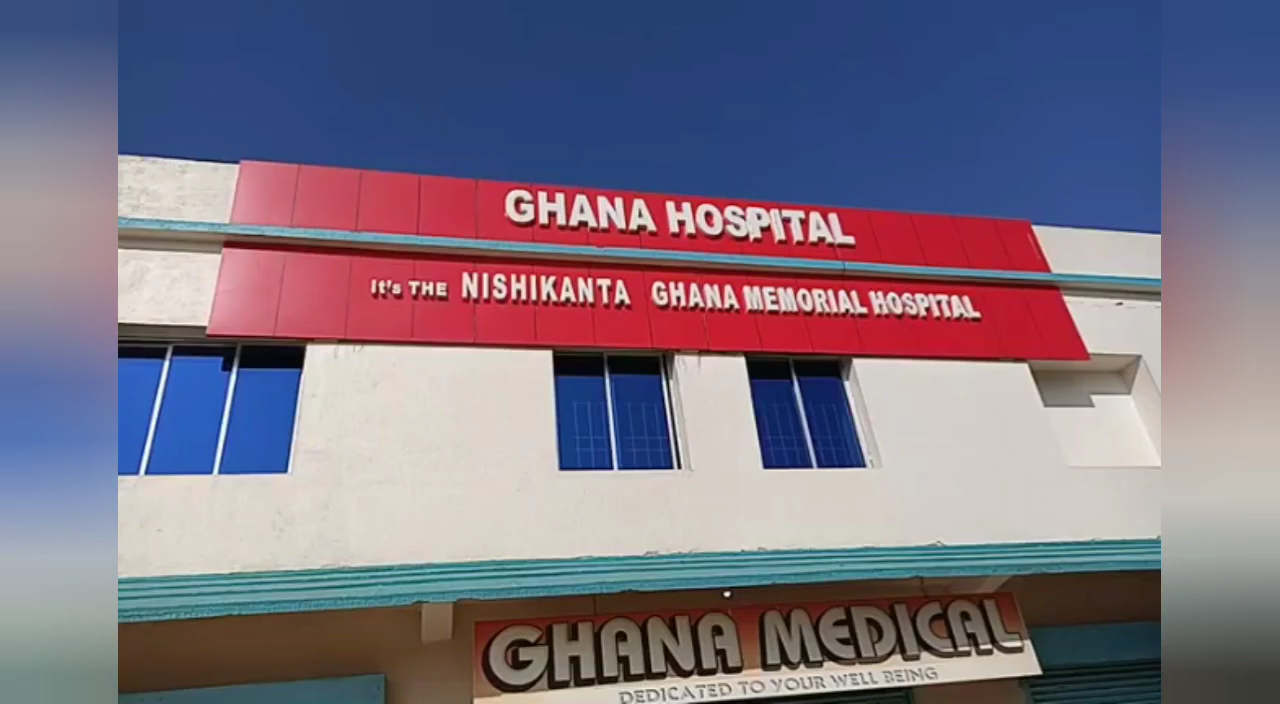 GHANA HOSPITAL
It's THE NISHIKANTA GHANA MEMORIAL HOSPITAL
GHANA MEDICAL
DEDICATED TO YOUR WELL BEING